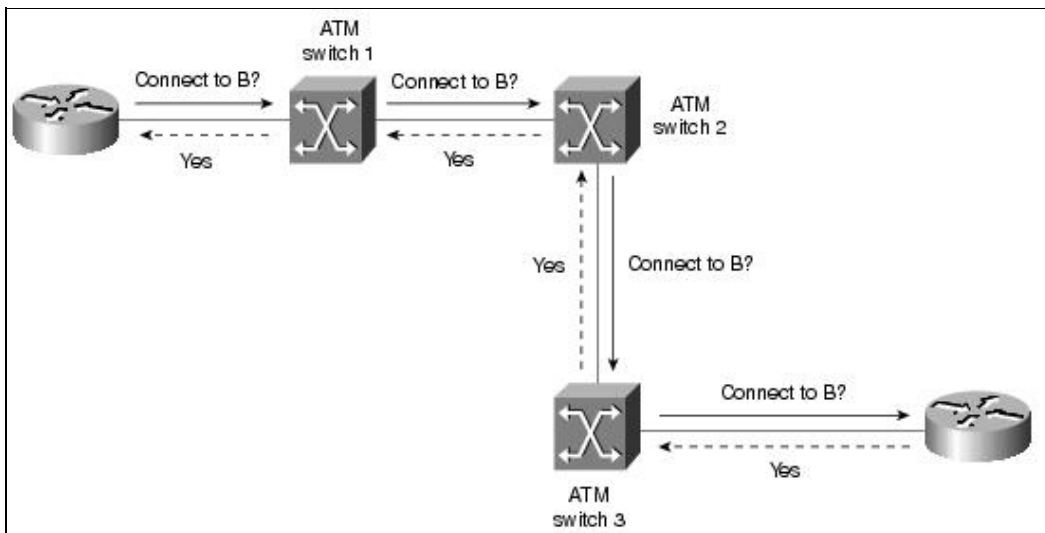 ATM
switch 1
Connect to B?
Connect to B?
ATM
switch 2
Yes
Yes
Yes
Connect to B?
Connect to B?
Yes
ATM
switch 3